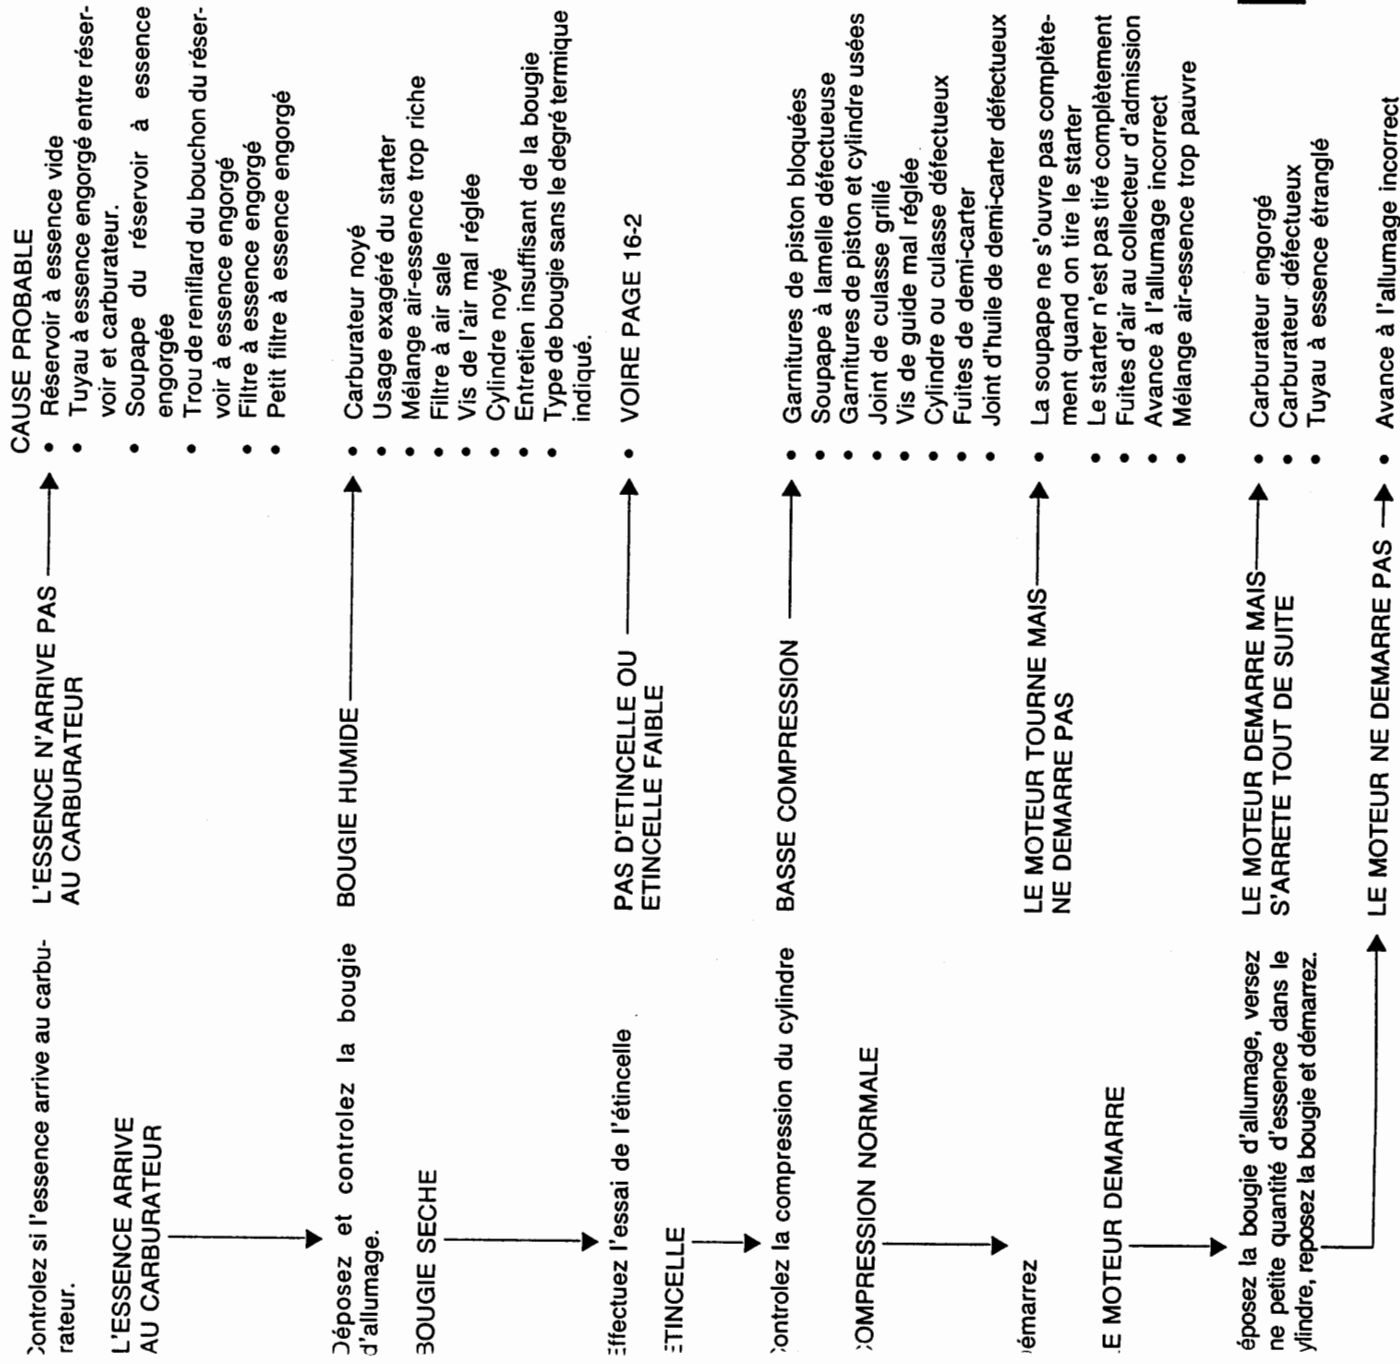 CAUSE PROBABLE
ontrolez si l'essence arrive au carbu-
rateur.
L'ESSENCE N'ARRIVE PAS
AU CARBURATEUR
• Réservoir à essence vide
• Tuyau à essence engorgé entre réser-
voir et carburateur.
• Soupape du réservoir à essence
engorgée
• Trou de reniflard du bouchon du réser-
voir à essence engorgé
• Filtre à essence engorgé
• Petit filtre à essence engorgé
L'ESSENCE ARRIVE
AU CARBURATEUR
Déposez et controlez la bougie
d'allumage.
BOUGIE HUMIDE
• Carburateur noyé
• Usage exagéré du starter
• Mélange air-essence trop riche
• Filtre à air sale
• Vis de l'air mal réglée
• Cylindre noyé
• Entretien insuffisant de la bougie
• Type de bougie sans le degré termique
indiqué.
BOUGIE SECHE
Effectuez l'essai de l'étincelle
PAS D'ETINCELLE OU
ETINCELLE FAIBLE
• VOIRE PAGE 16-2
ETINCELLE
ontrolez la compression du cylindre
BASSE COMPRESSION
• Garnitures de piston bloquées
• Soupape à lamelle défectueuse
• Garnitures de piston et cylindre usées
• Joint de culasse grillé
• Vis de guide mal réglée
• Cylindre ou culasse défectueux
• Fuites de demi-carter
• Joint d'huile de demi-carter défectueux
OMPRESSION NORMALE
émarrez
LE MOTEUR TOURNE MAIS
NE DEMARRE PAS
• La soupape ne s'ouvre pas complète-
ment quand on tire le starter
• Le starter n'est pas tiré complètement
• Fuites d'air au collecteur d'admission
• Avance à l'allumage incorrect
• Mélange air-essence trop pauvre
E MOTEUR DEMARRE
éposez la bougie d'allumage, versez
ne petite quantité d'essence dans le
ylindre, reposez la bougie et démarrez.
LE MOTEUR DEMARRE MAIS
S'ARRETE TOUT DE SUITE
• Carburateur engorgé
• Carburateur défectueux
• Tuyau à essence étranglé
LE MOTEUR NE DEMARRE PAS
• Avance à l'allumage incorrect